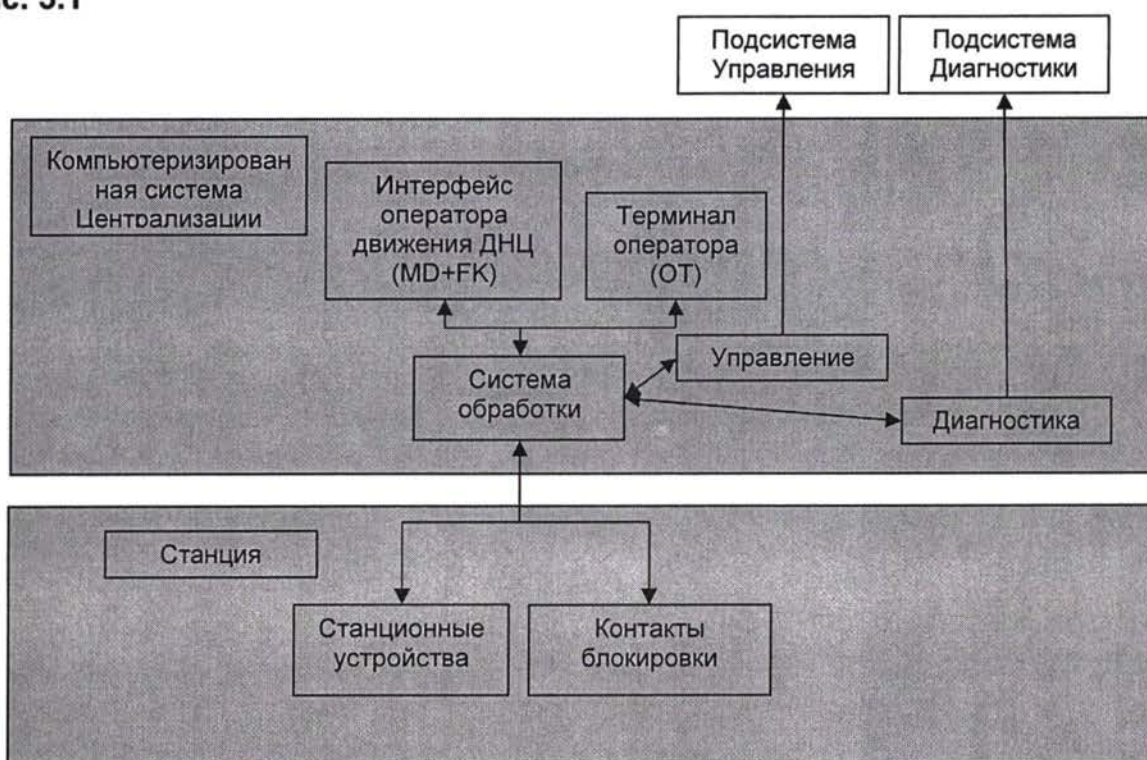 Подсистема
Управления
Подсистема
Диагностики
Компьютеризирован
ная система
Централизации
Интерфейс
оператора
движения ДНЦ
(MD+FK)
Терминал
оператора
(ОТ)
Управление
Система
обработки
Диагностика
Станция
Станционные
устройства
Контакты
блокировки